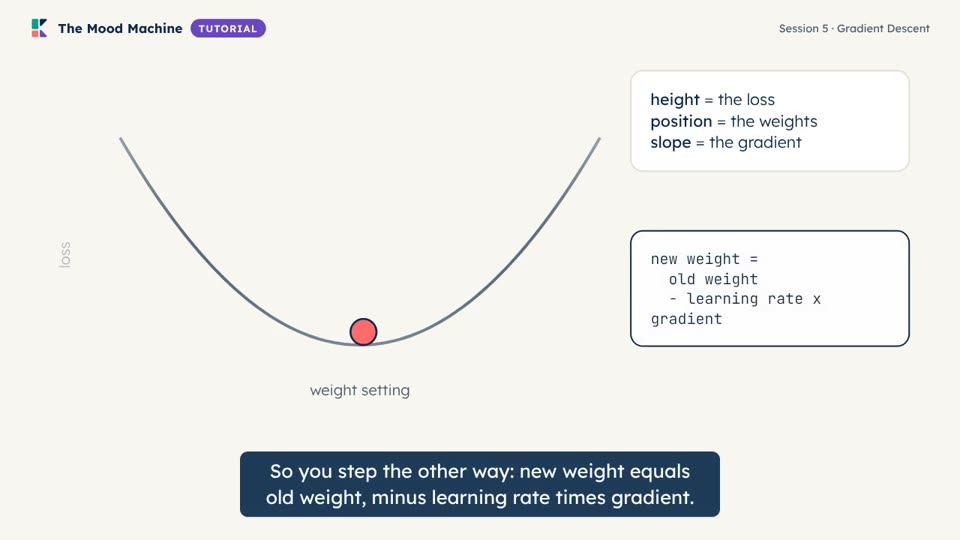 The Mood Machine TUTORIAL
Session 5 · Gradient Descent
height = the loss
position = the weights
slope = the gradient
loss
new weight =
old weight
- learning rate x
gradient
weight setting
So you step the other way: new weight equals
old weight, minus learning rate times gradient.